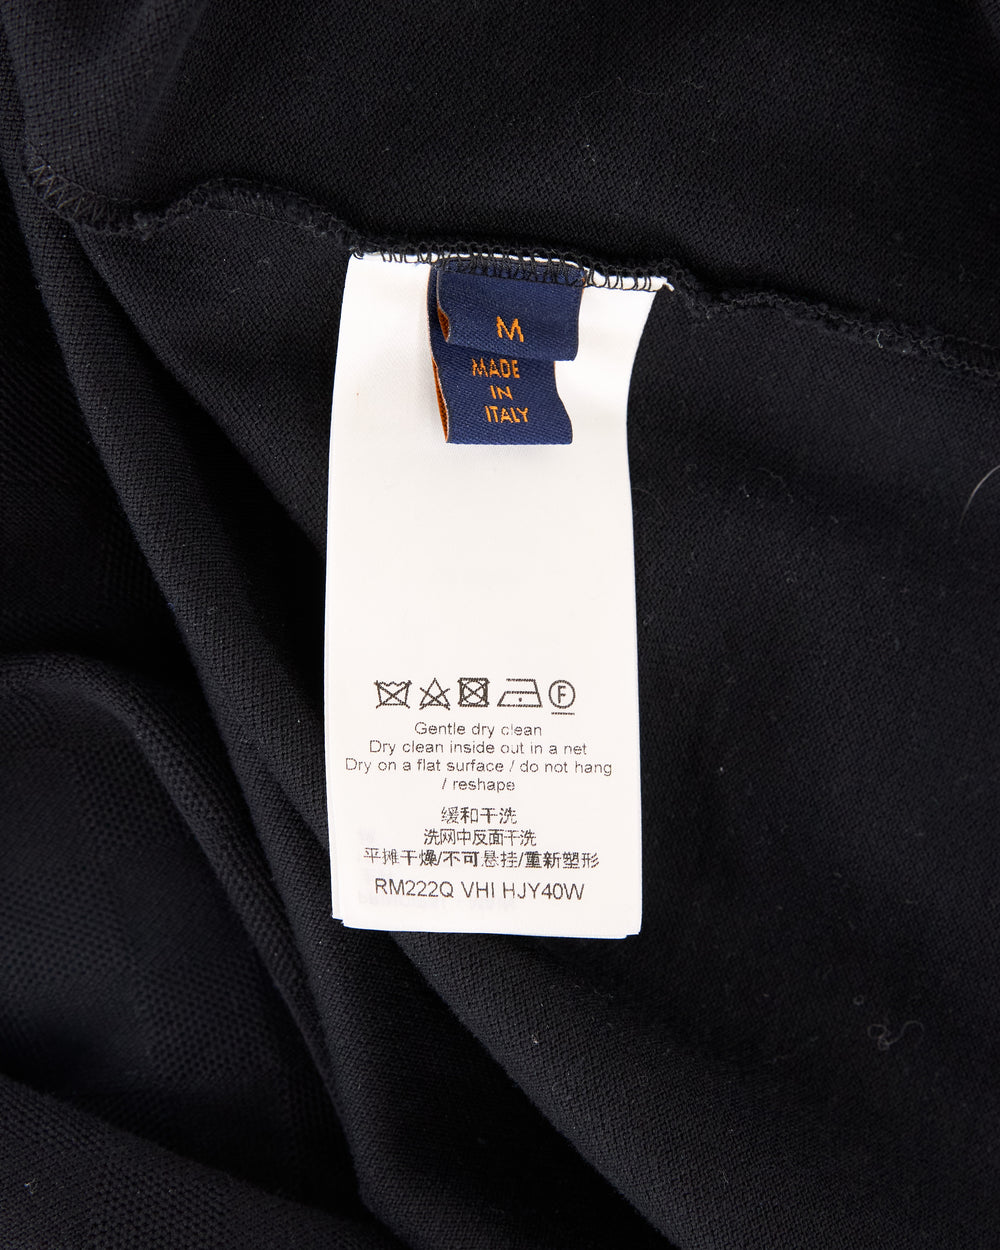 M
MADE
IN
ITALY
F
Gentle dry clean
Dry clean inside out in a net
Dry on a flat surface / do not hang
/ reshape
缓和干洗
洗网中反面干洗
平摊干燥/不可悬挂/重新塑形
RM222Q VHI HJY40W